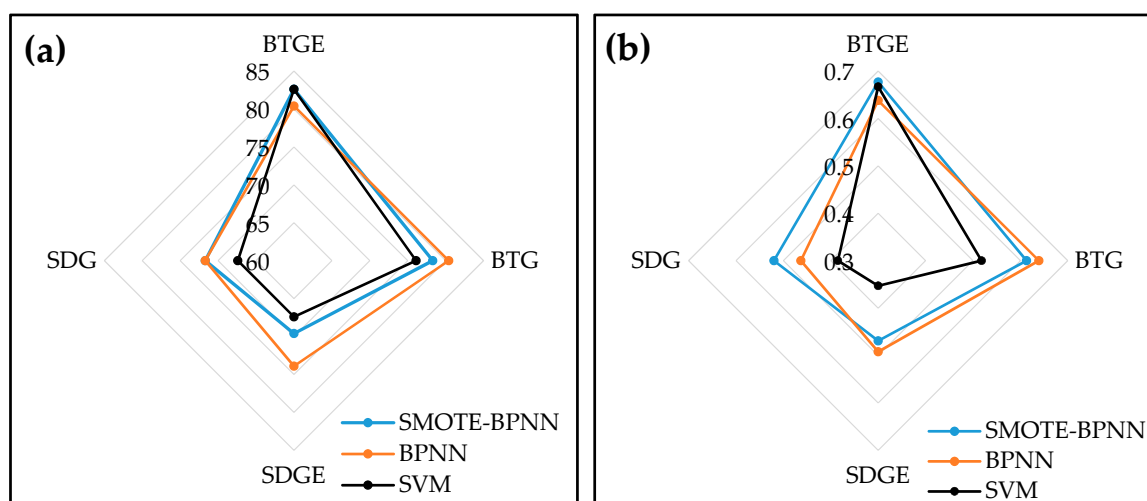 (a)
BTGE
85
80
75
70
65
60
SDG
BTG
SDGE
SMOTE-BPNN
BPNN
SVM
(b)
BTGE
0.7
0.6
0.5
0.4
0.3
SDG
BTG
SDGE
SMOTE-BPNN
BPNN
SVM